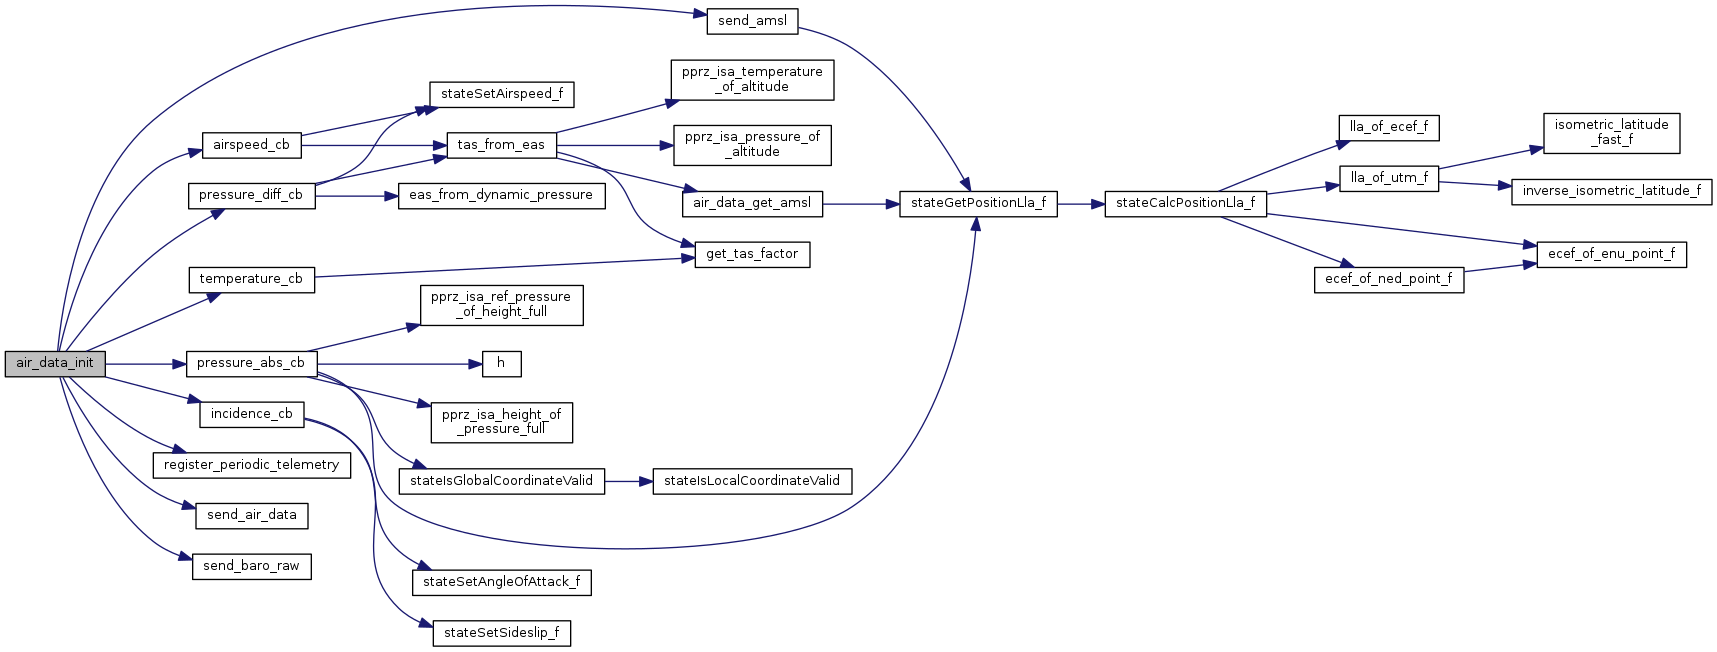 send_amsl
pprz_isa_temperature
_of_altitude
stateSetAirspeed_f
lla_of_ecef_f
isometric_latitude
_fast_f
airspeed_cb
tas_from_eas
pprz_isa_pressure_of
_altitude
lla_of_utm_f
pressure_diff_cb
eas_from_dynamic_pressure
air_data_get_amsl
stateGetPositionLla_f
stateCalcPositionLla_f
inverse_isometric_latitude_f
get_tas_factor
ecef_of_enu_point_f
temperature_cb
ecef_of_ned_point_f
pprz_isa_ref_pressure
_of_height_full
air_data_init
pressure_abs_cb
h
incidence_cb
pprz_isa_height_of
_pressure_full
register_periodic_telemetry
stateIsGlobalCoordinateValid
stateIsLocalCoordinateValid
send_air_data
send_baro_raw
stateSetAngleOfAttack_f
stateSetSideslip_f